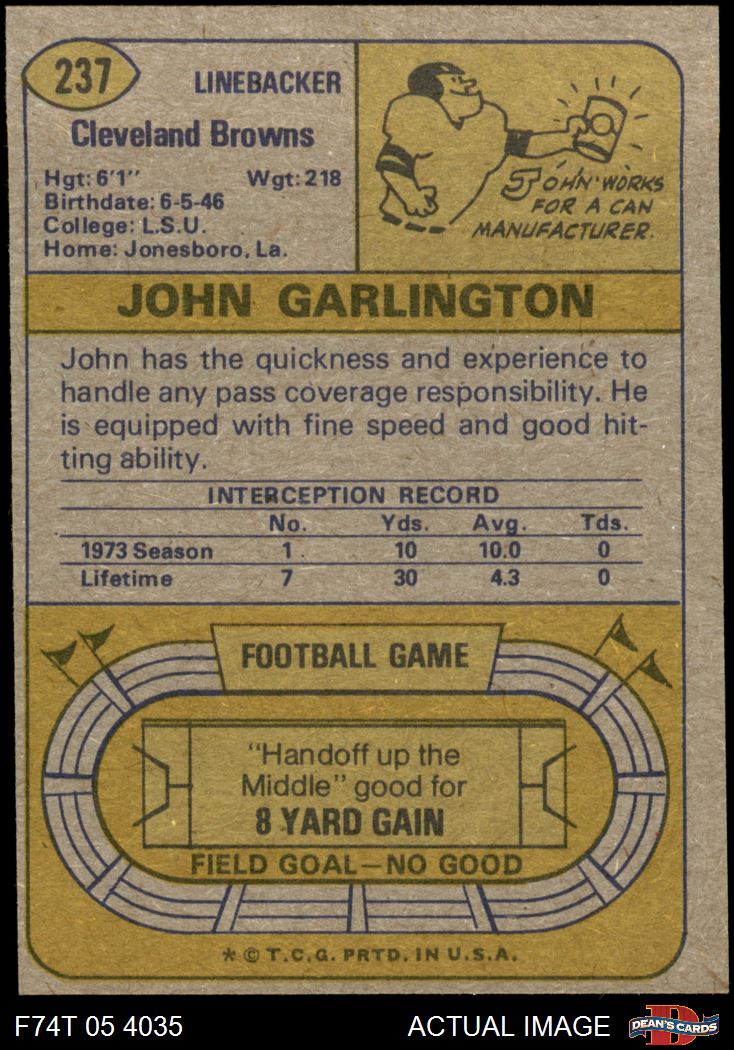 237
LINEBACKER
Cleveland Browns
Hgt: 6'1" Wgt: 218
Birthdate: 6-5-46
College: L.S.U.
Home: Jonesboro, La.
JOHN WORKS
FOR A CAN
MANUFACTURER.
JOHN GARLINGTON
John has the quickness and experience to
handle any pass coverage responsibility. He
is equipped with fine speed and good hit-
ting ability.
INTERCEPTION RECORD
No. Yds. Avg. Tds.
1973 Season 1 10 10.0 0
Lifetime 7 30 4.3 0
FOOTBALL GAME
"Handoff up the
Middle" good for
8 YARD GAIN
FIELD GOAL—NO GOOD
* © T.C.G. PRTD. IN U.S.A.
F74T 05 4035 ACTUAL IMAGE
DEAN'S CARDS